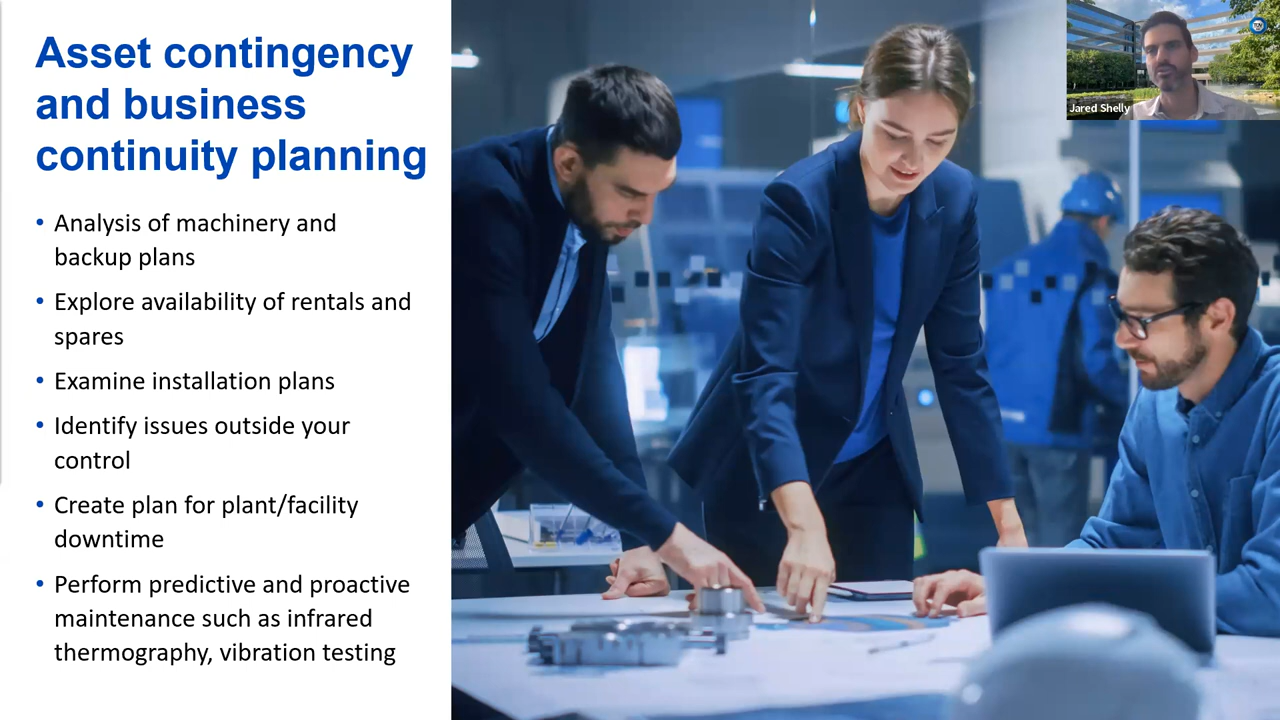 Asset contingency
and business
continuity planning
• Analysis of machinery and
backup plans
• Explore availability of rentals and
spares
• Examine installation plans
• Identify issues outside your
control
• Create plan for plant/facility
downtime
• Perform predictive and proactive
maintenance such as infrared
thermography, vibration testing
Jared Shelly